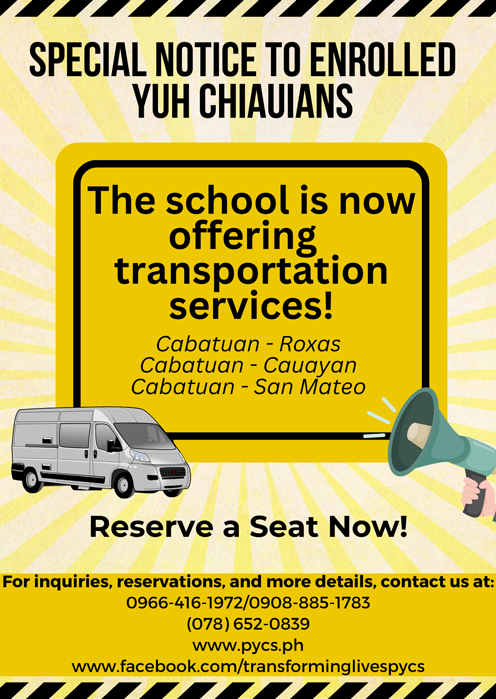 SPECIAL NOTICE TO ENROLLED
YUH CHIAUIANS
The school is now
offering
transportation
services!
Cabatuan - Roxas
Cabatuan - Cauayan
Cabatuan - San Mateo
Reserve a Seat Now!
For inquiries, reservations, and more details, contact us at:
0966-416-1972/0908-885-1783
(078) 652-0839
www.pycs.ph
www.facebook.com/transforminglivespycs